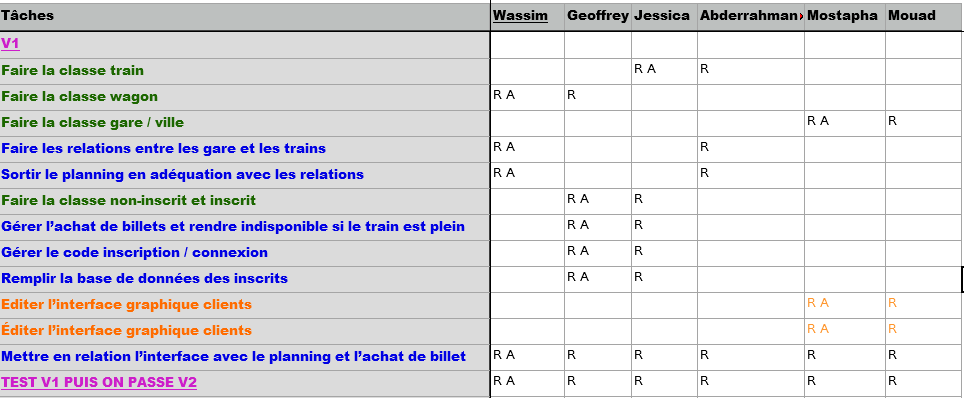 Tâches Wassim Geoffrey Jessica Abderrahman Mostapha Mouad
V1
Faire la classe train R A R
Faire la classe wagon R A R
Faire la classe gare / ville R A R
Faire les relations entre les gare et les trains R A R
Sortir le planning en adéquation avec les relations R A R
Faire la classe non-inscrit et inscrit R A R
Gérer l’achat de billets et rendre indisponible si le train est plein R A R
Gérer le code inscription / connexion R A R
Remplir la base de données des inscrits R A R
Editer l’interface graphique clients R A R
Éditer l’interface graphique clients R A R
Mettre en relation l’interface avec le planning et l’achat de billet R A R R R R R
TEST V1 PUIS ON PASSE V2 R A R R R R R